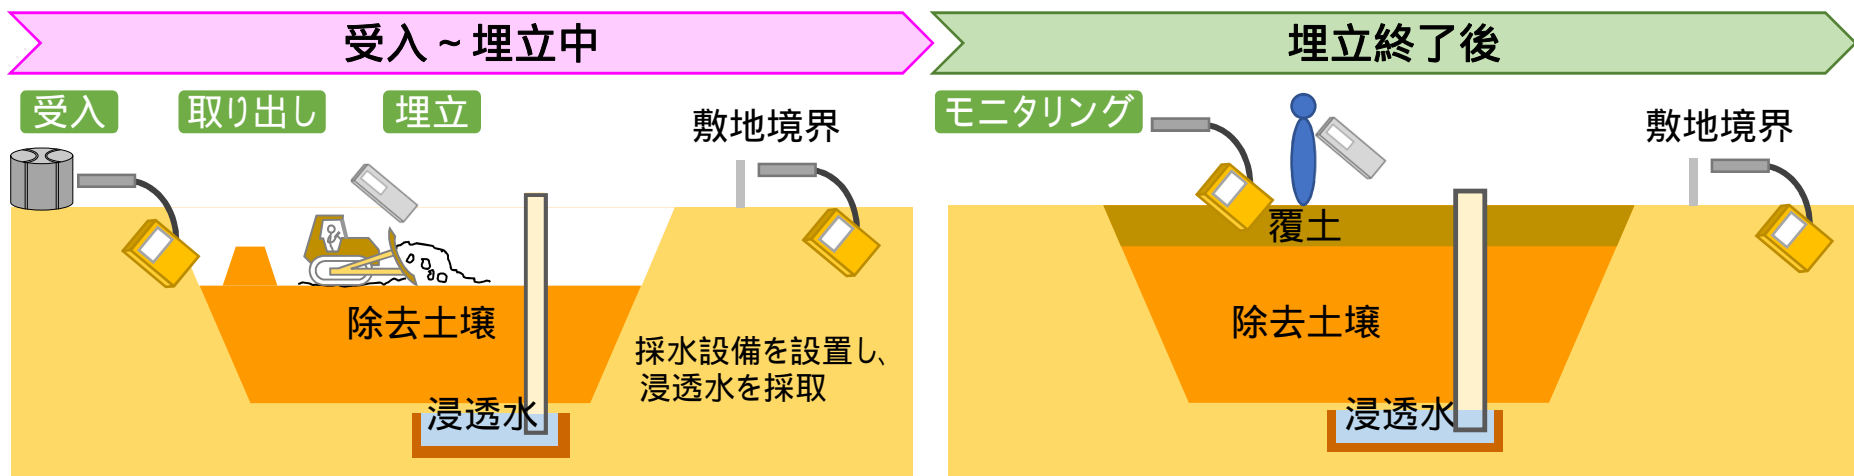 受入~埋立中
埋立終了後
受入
取り出し
埋立
敷地境界
除去土壌
採水設備を設置し、
浸透水を採取
浸透水
モニタリング
敷地境界
覆土
除去土壌
浸透水